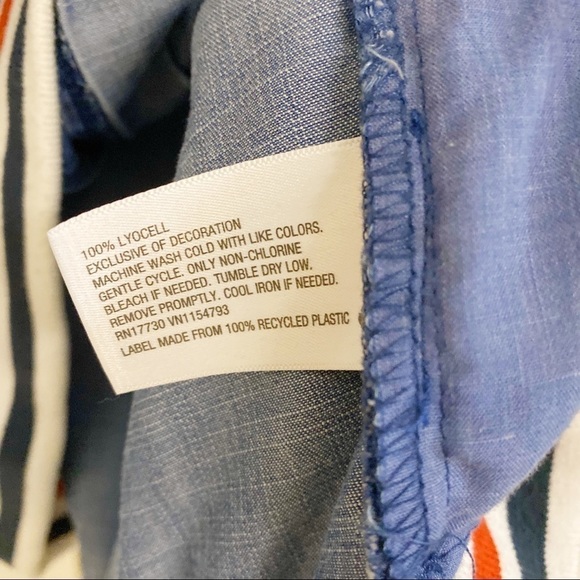 100% LYOCELL
EXCLUSIVE OF DECORATION
MACHINE WASH COLD WITH LIKE COLORS.
GENTLE CYCLE. ONLY NON-CHLORINE
BLEACH IF NEEDED. TUMBLE DRY LOW.
REMOVE PROMPTLY. COOL IRON IF NEEDED.
RN17730 VN1154793
LABEL MADE FROM 100% RECYCLED PLASTIC